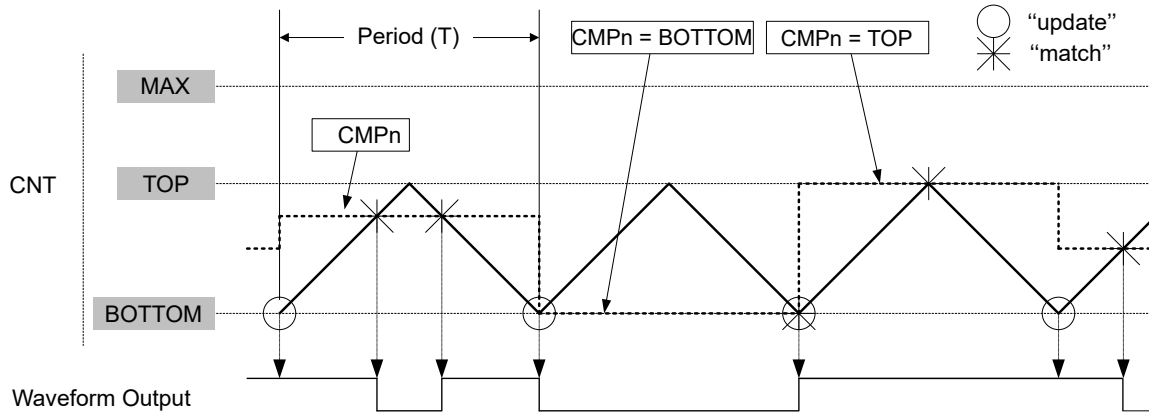 Period (T)
CMPn = BOTTOM
CMPn = TOP
“update”
“match”
MAX
CMPn
CNT
TOP
BOTTOM
Waveform Output